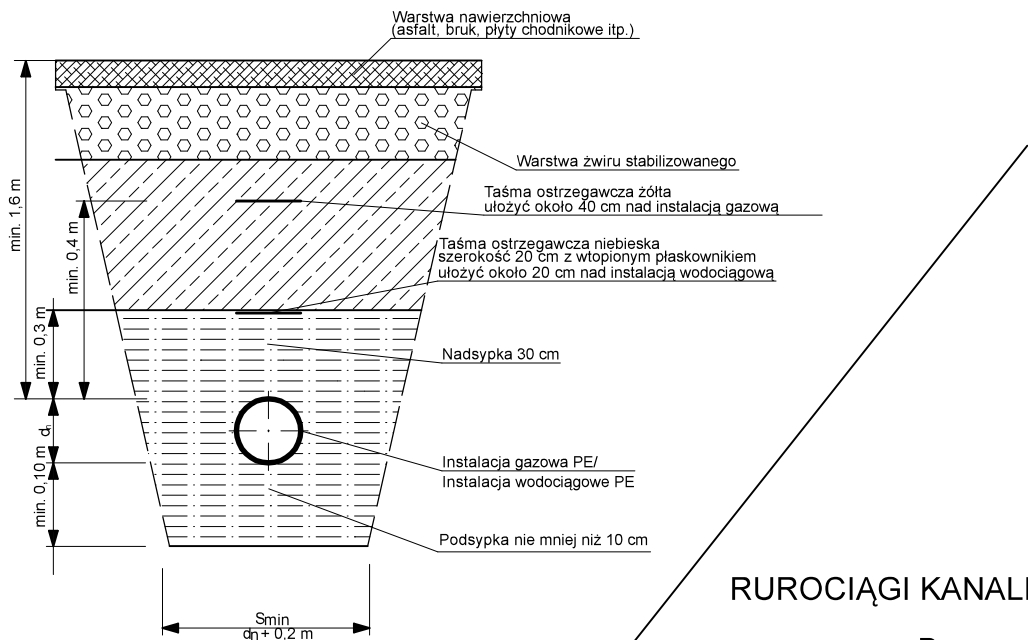 Warstwa nawierzchniowa
(asfalt, bruk, płyty chodnikowe itp.)
Warstwa żwiru stabilizowanego
Taśma ostrzegawcza żółta
ułożyć około 40 cm nad instalacją gazową
Taśma ostrzegawcza niebieska
szerokość 20 cm z wtopionym płaskownikiem
ułożyć około 20 cm nad instalacją wodociągową
min. 1,6 m
min. 0,4 m
min. 0,3 m
dn
min. 0,10 m
Nadsypka 30 cm
Instalacja gazowa PE/
Instalacja wodociągowe PE
Podsypka nie mniej niż 10 cm
Smin
dn + 0,2 m
RUROCIĄGI KANALI